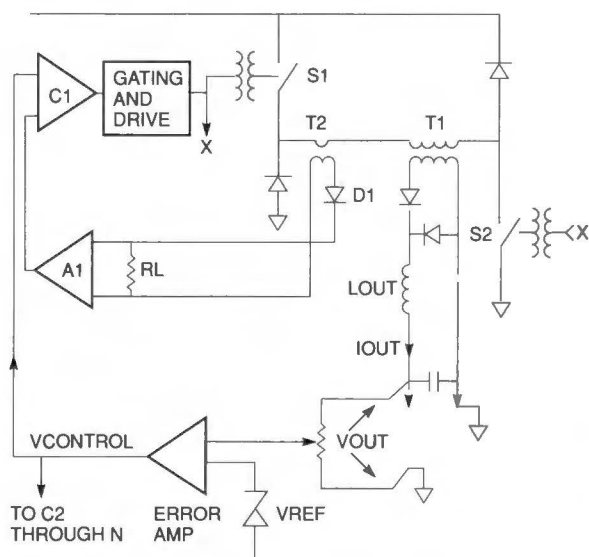 C1
GATING
AND
DRIVE
X
S1
T2
T1
D1
S2
X
A1
RL
LOUT
IOUT
VCONTROL
VOUT
TO C2
THROUGH N
ERROR
AMP
VREF